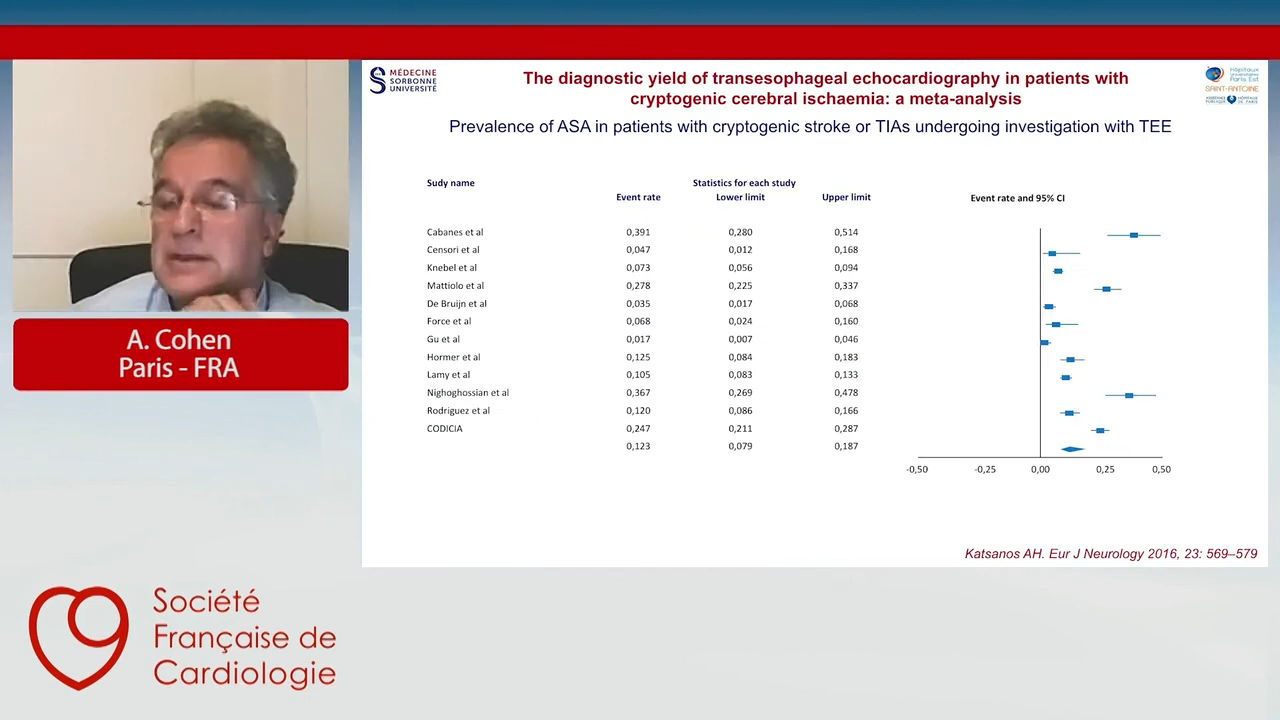 MÉDECINE
SORBONNE
UNIVERSITÉ
The diagnostic yield of transesophageal echocardiography in patients with
cryptogenic cerebral ischaemia: a meta-analysis
Hôpitaux
Universitaires
Paris Est
SAINT-ANTOINE
Prevalence of ASA in patients with cryptogenic stroke or TIAs undergoing investigation with TEE
Sudy name
Statistics for each study
Event rate
Lower limit
Upper limit
Event rate and 95% CI
Cabanes et al 0,391 0,280 0,514
Censori et al 0,047 0,012 0,168
Knebel et al 0,073 0,056 0,094
Mattiolo et al 0,278 0,225 0,337
De Bruijn et al 0,035 0,017 0,068
Force et al 0,068 0,024 0,160
Gu et al 0,017 0,007 0,046
Hormer et al 0,125 0,084 0,183
Lamy et al 0,105 0,083 0,133
Nighoghossian et al 0,367 0,269 0,478
Rodriguez et al 0,120 0,086 0,166
CODICIA 0,247 0,211 0,287
0,123 0,079 0,187
-0,50 -0,25 0,00 0,25 0,50
Katsanos AH. Eur J Neurology 2016, 23: 569–579
A. Cohen
Paris - FRA
Société
Française de
Cardiologie